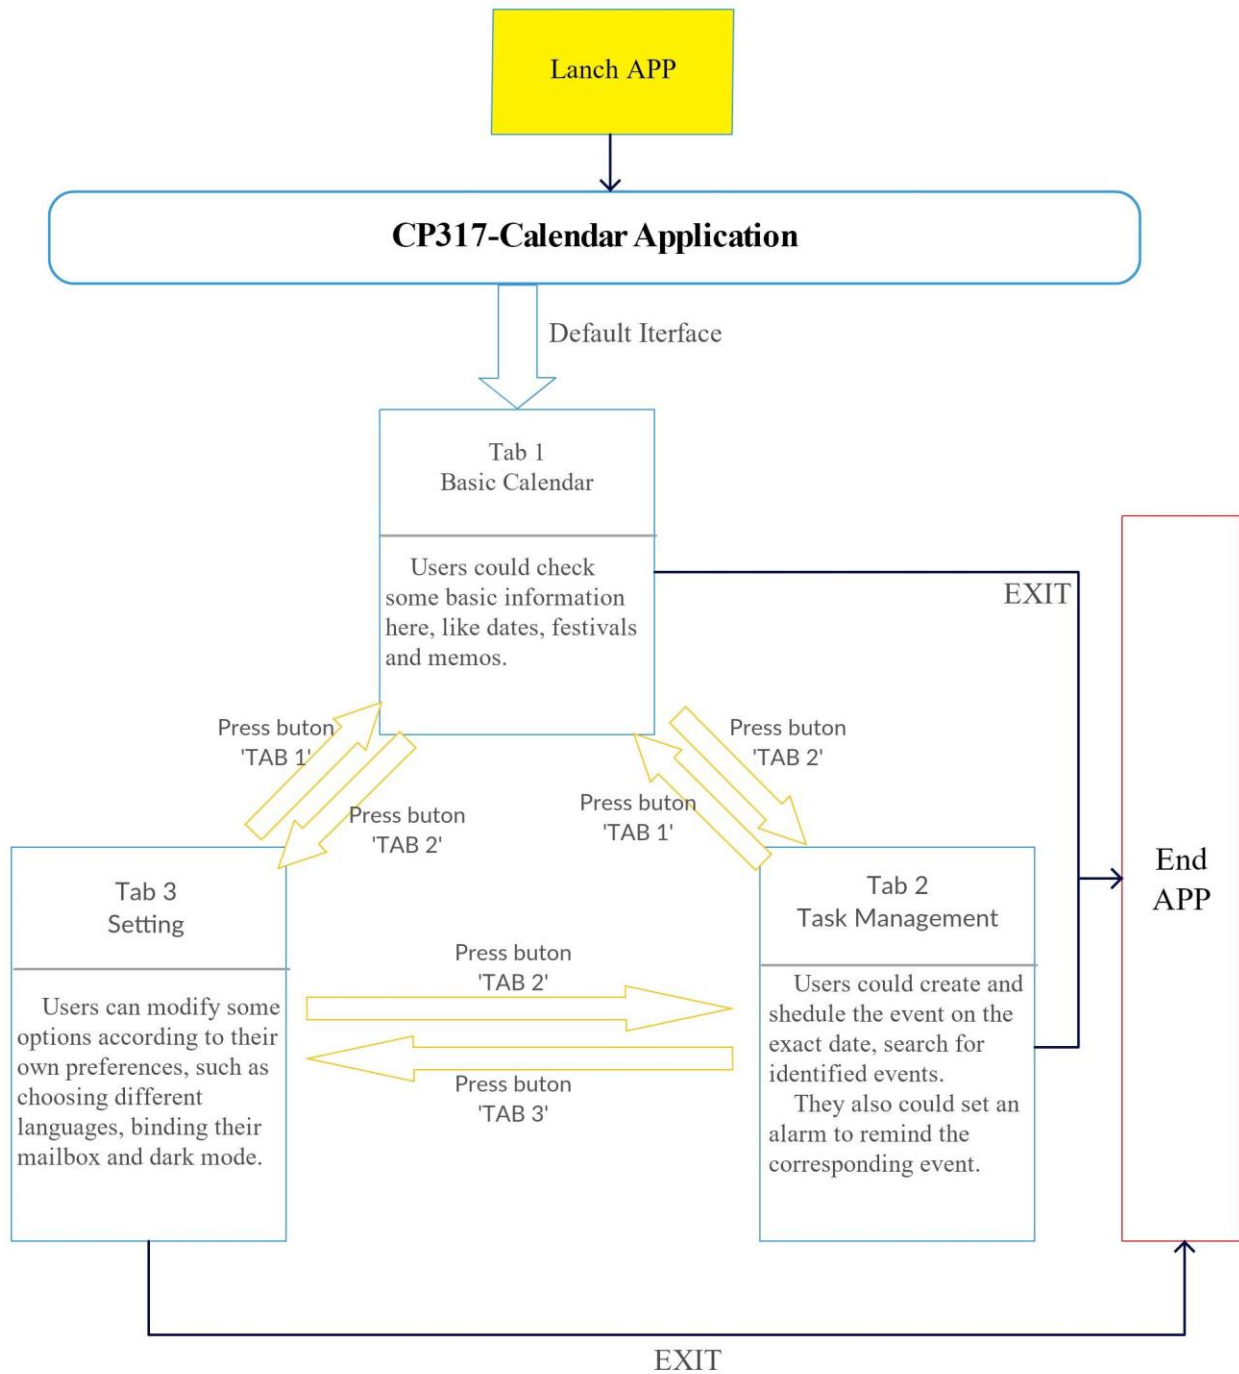 Lanch APP
CP317-Calendar Application
Default Iterface
Tab 1
Basic Calendar
Users could check
some basic information
here, like dates, festivals
and memos.
EXIT
Press buton
'TAB 1'
Press buton
'TAB 2'
Press buton
'TAB 1'
Press buton
'TAB 2'
Tab 3
Setting
Users can modify some
options according to their
own preferences, such as
choosing different
languages, binding their
mailbox and dark mode.
Press buton
'TAB 2'
Press buton
'TAB 3'
Tab 2
Task Management
Users could create and
shedule the event on the
exact date, search for
identified events.
They also could set an
alarm to remind the
corresponding event.
End
APP
EXIT